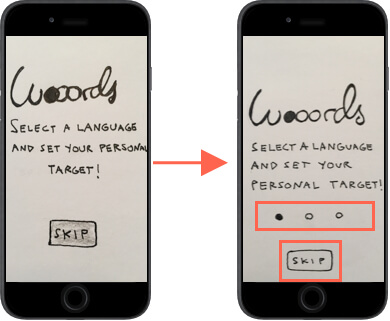 Wooords
SELECT A LANGUAGE
AND SET YOUR PERSONAL
TARGET!
SKIP
Wooords
SELECT A LANGUAGE
AND SET YOUR
PERSONAL TARGET!
SKIP